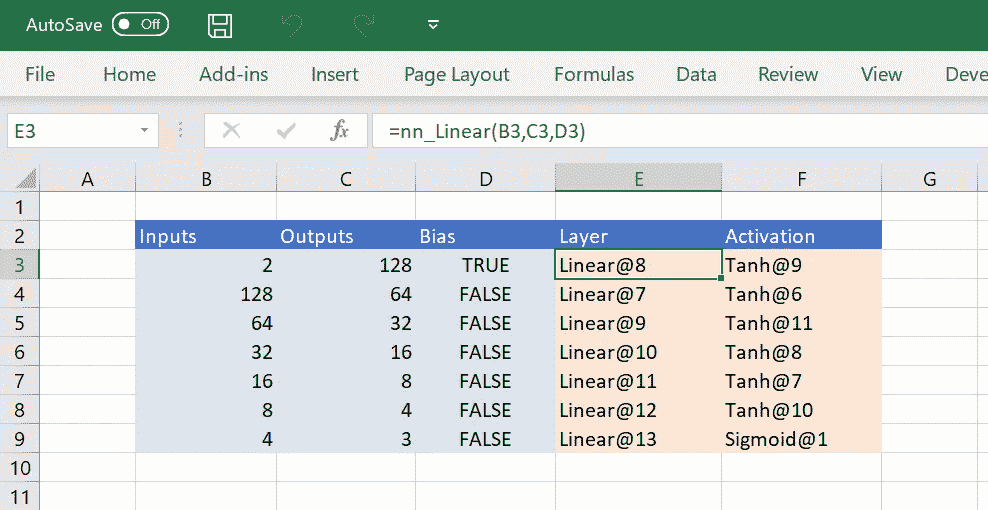 AutoSave Off
File Home Add-ins Insert Page Layout Formulas Data Review View Deve
E3 fx =nn_Linear(B3,C3,D3)
A B C D E F G
1
2 Inputs Outputs Bias Layer Activation
3 2 128 TRUE Linear@8 Tanh@9
4 128 64 FALSE Linear@7 Tanh@6
5 64 32 FALSE Linear@9 Tanh@11
6 32 16 FALSE Linear@10 Tanh@8
7 16 8 FALSE Linear@11 Tanh@7
8 8 4 FALSE Linear@12 Tanh@10
9 4 3 FALSE Linear@13 Sigmoid@1
10
11